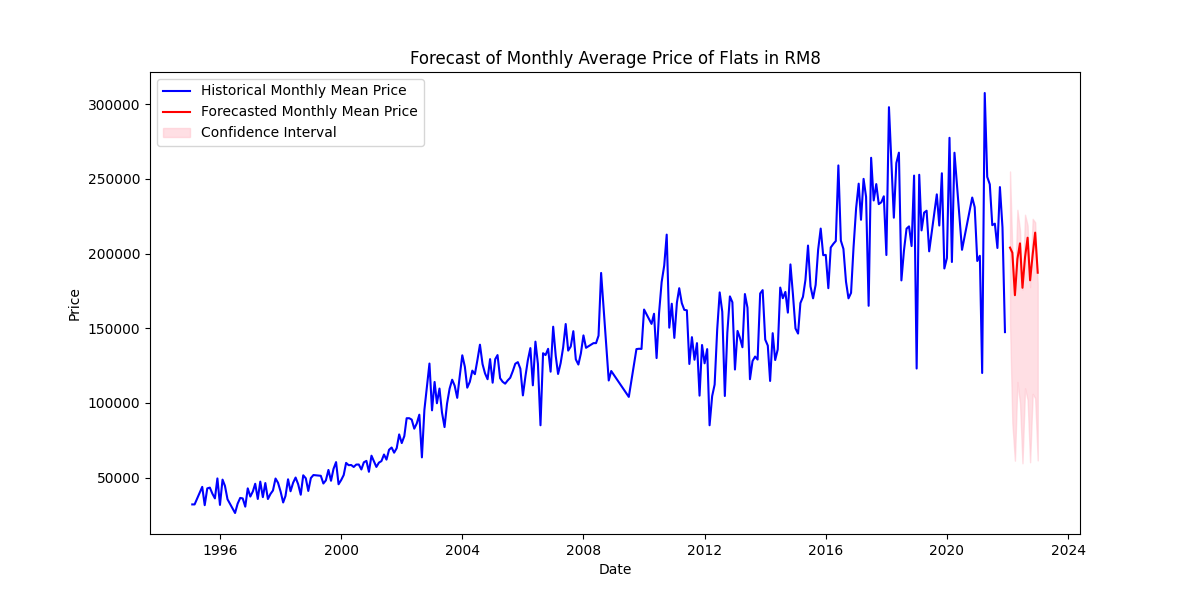 Forecast of Monthly Average Price of Flats in RM8
Historical Monthly Mean Price
Forecasted Monthly Mean Price
Confidence Interval
300000
250000
200000
150000
100000
50000
Price
1996 2000 2004 2008 2012 2016 2020 2024
Date